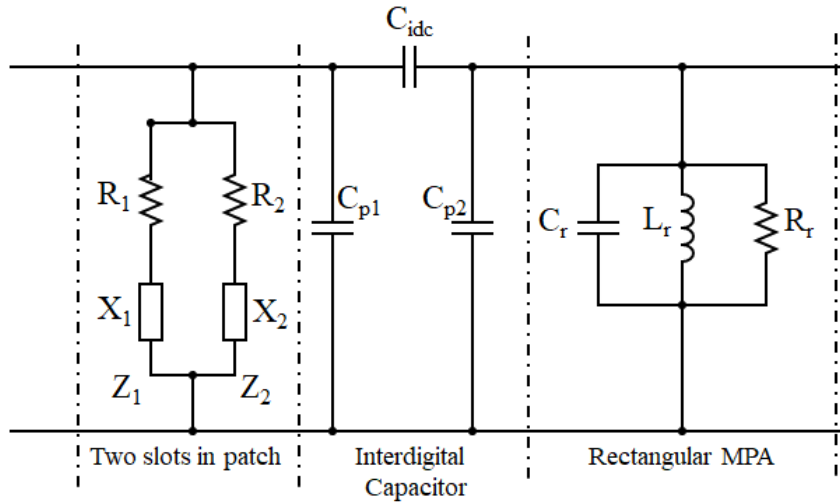 C_idc
R_1
R_2
C_p1
C_p2
C_r
L_r
R_r
X_1
X_2
Z_1
Z_2
Two slots in patch
Interdigital
Capacitor
Rectangular MPA